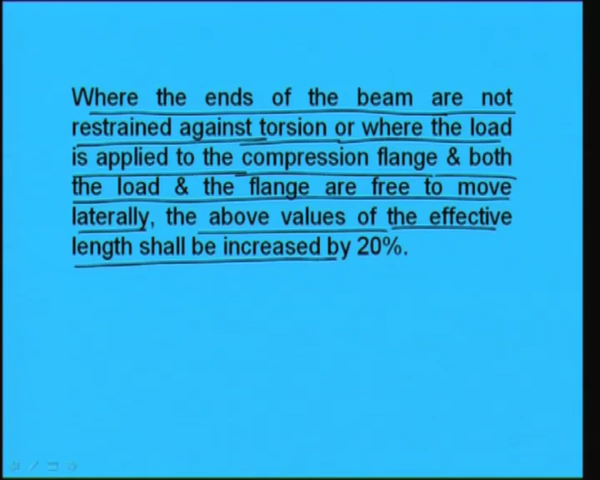 Where the ends of the beam are not
restrained against torsion or where the load
is applied to the compression flange & both
the load & the flange are free to move
laterally, the above values of the effective
length shall be increased by 20%.